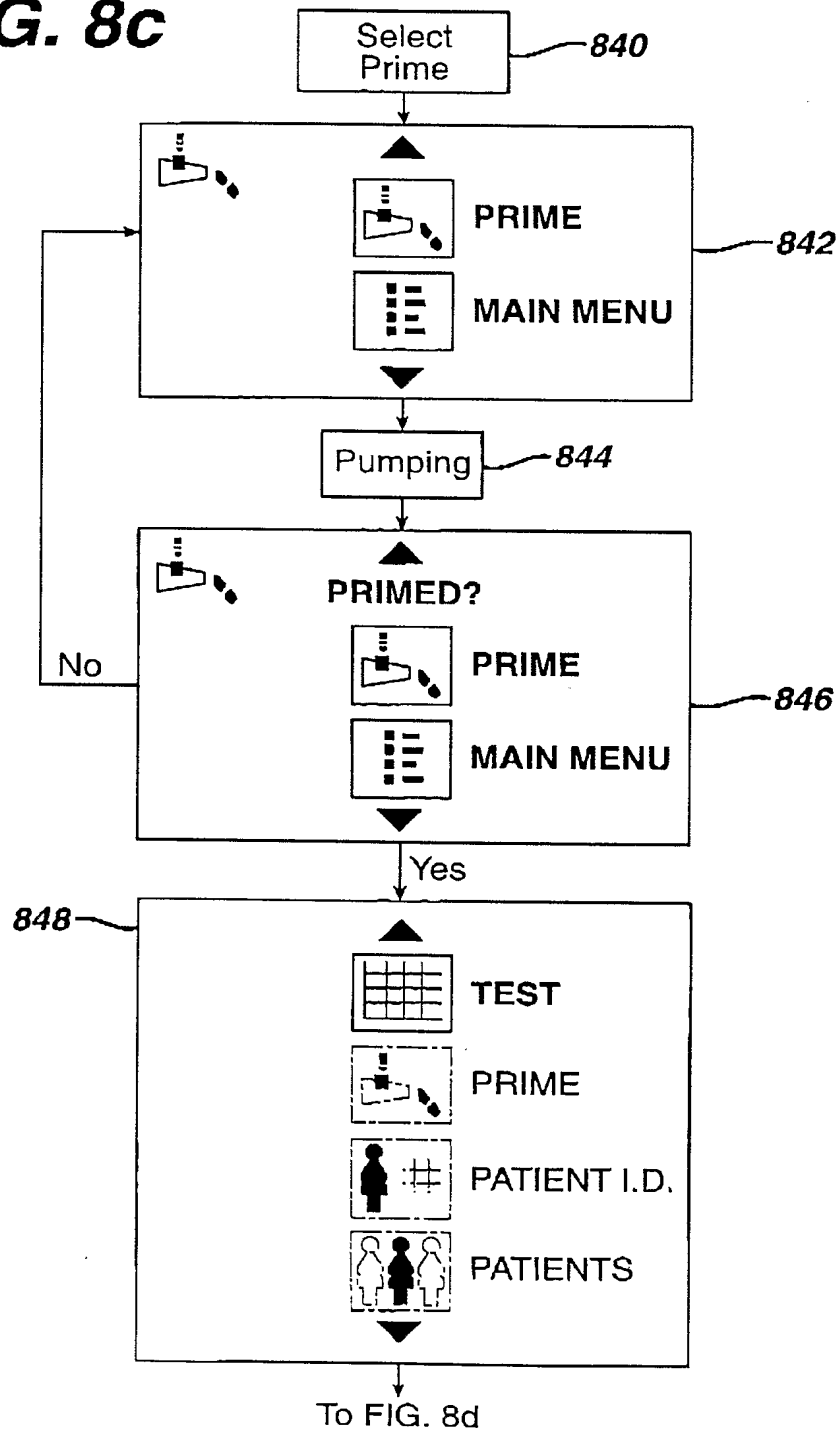 G. 8c
Select
Prime
840
PRIME
842
MAIN MENU
Pumping
844
PRIMED?
No
PRIME
846
MAIN MENU
Yes
848
TEST
PRIME
PATIENT I.D.
PATIENTS
To FIG. 8d